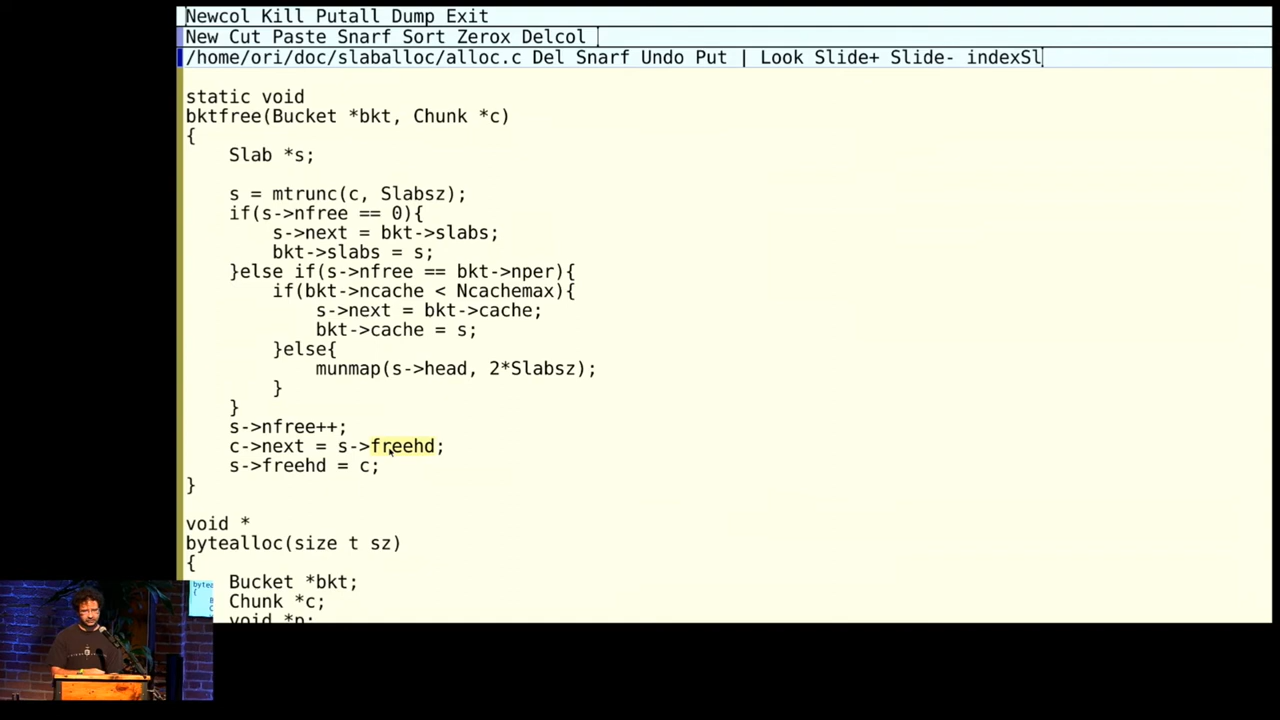 Newcol Kill Putall Dump Exit
New Cut Paste Snarf Sort Zerox Delcol
/home/ori/doc/slaballoc/alloc.c Del Snarf Undo Put | Look Slide+ Slide- indexSl
static void
bktfree(Bucket *bkt, Chunk *c)
{
    Slab *s;
    s = mtrunc(c, Slabsz);
    if(s->nfree == 0){
        s->next = bkt->slabs;
        bkt->slabs = s;
    }else if(s->nfree == bkt->nper){
        if(bkt->ncache < Ncachemax){
            s->next = bkt->cache;
            bkt->cache = s;
        }else{
            munmap(s->head, 2*Slabsz);
        }
    }
    s->nfree++;
    c->next = s->freehd;
    s->freehd = c;
}
void *
bytealloc(size t sz)
{
    Bucket *bkt;
    Chunk *c;
    void *p;